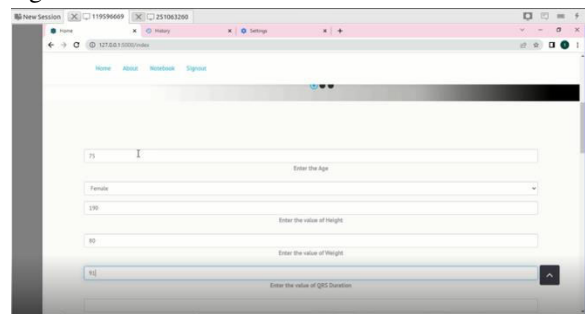 New Session 119596669 251063260
Home History Settings
127.0.0.1:5000/index
Home About Notebook Signout
75
Enter the Age
Female
190
Enter the value of Height
80
Enter the value of Weight
91
Enter the value of QRS Duration